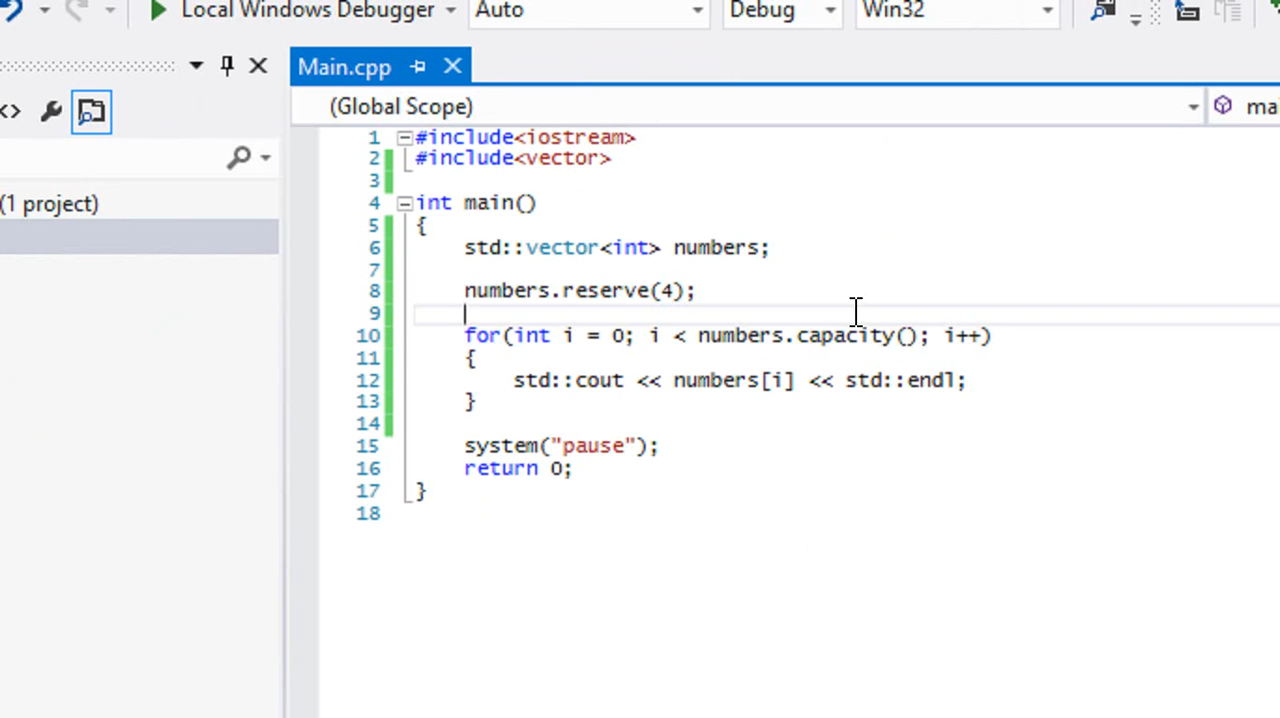 Local Windows Debugger Auto Debug Win32
Main.cpp
(Global Scope)
(1 project)
1 #include<iostream>
2 #include<vector>
3
4 int main()
5 {
6 std::vector<int> numbers;
7
8 numbers.reserve(4);
9
10 for(int i = 0; i < numbers.capacity(); i++)
11 {
12 std::cout << numbers[i] << std::endl;
13 }
14
15 system("pause");
16 return 0;
17 }
18